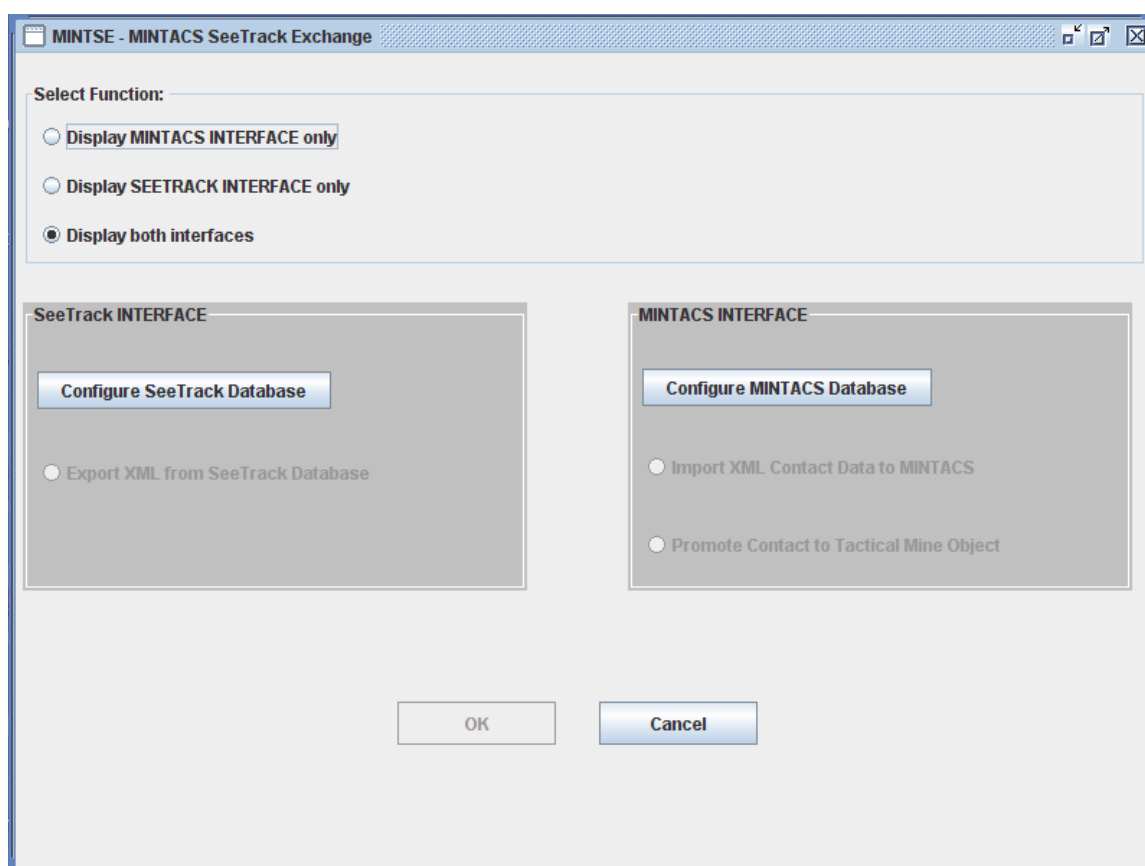 MINTSE - MINTACS SeeTrack Exchange
Select Function:
Display MINTACS INTERFACE only
Display SEETRACK INTERFACE only
Display both interfaces
SeeTrack INTERFACE
Configure SeeTrack Database
Export XML from SeeTrack Database
MINTACS INTERFACE
Configure MINTACS Database
Import XML Contact Data to MINTACS
Promote Contact to Tactical Mine Object
OK
Cancel